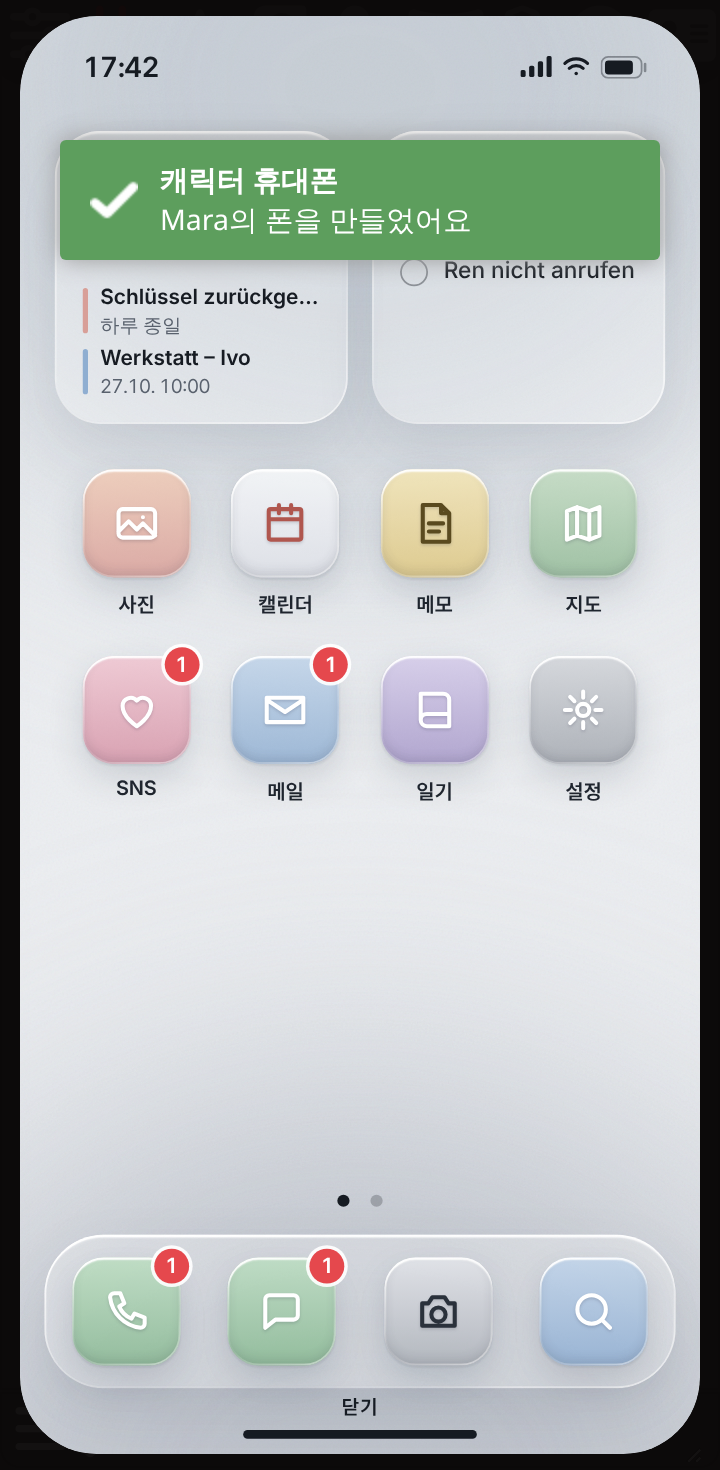 17:42
캐릭터 휴대폰
Mara의 폰을 만들었어요
Schlüssel zurückge...
하루 종일
Werkstatt – Ivo
27.10. 10:00
Ren nicht anrufen
사진
캘린더
메모
지도
1
1
SNS
메일
일기
설정
1
1
닫기